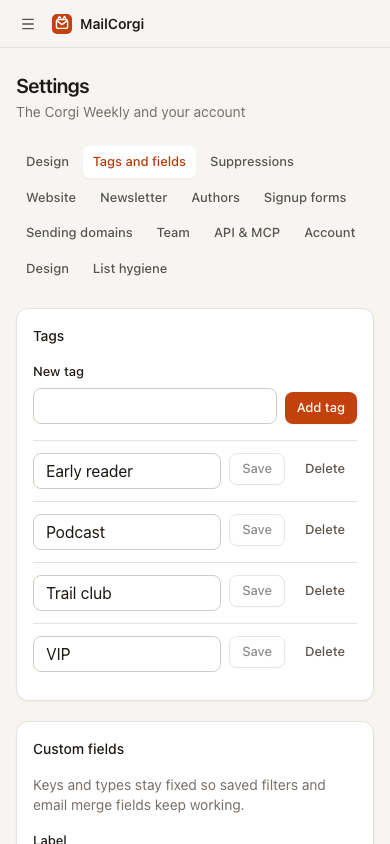 MailCorgi
Settings
The Corgi Weekly and your account
Design Tags and fields Suppressions
Website Newsletter Authors Signup forms
Sending domains Team API & MCP Account
Design List hygiene
Tags
New tag
Add tag
Early reader Save Delete
Podcast Save Delete
Trail club Save Delete
VIP Save Delete
Custom fields
Keys and types stay fixed so saved filters and
email merge fields keep working.
Label